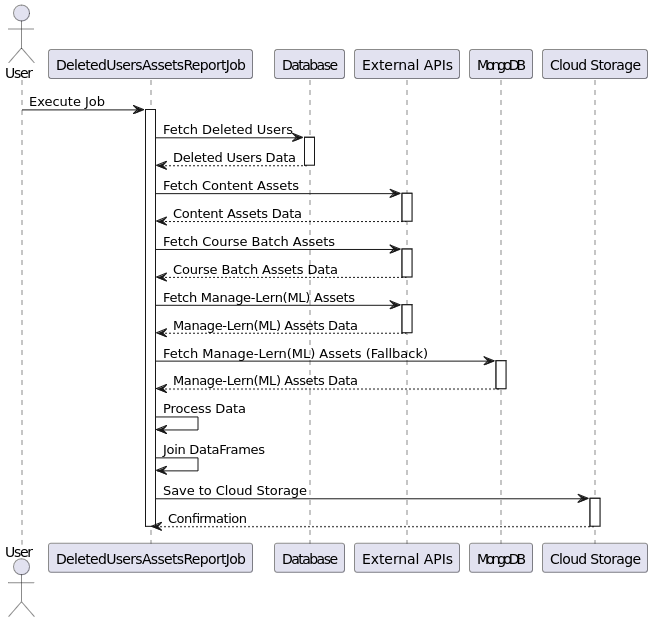 User
DeletedUsersAssetsReportJob
Database
External APIs
MongoDB
Cloud Storage
Execute Job
Fetch Deleted Users
Deleted Users Data
Fetch Content Assets
Content Assets Data
Fetch Course Batch Assets
Course Batch Assets Data
Fetch Manage-Lern(ML) Assets
Manage-Lern(ML) Assets Data
Fetch Manage-Lern(ML) Assets (Fallback)
Manage-Lern(ML) Assets Data
Process Data
Join DataFrames
Save to Cloud Storage
Confirmation
User
DeletedUsersAssetsReportJob
Database
External APIs
MongoDB
Cloud Storage